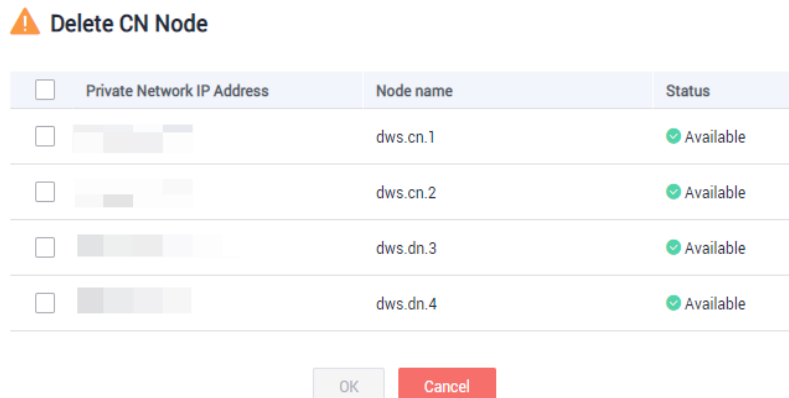 Delete CN Node
Private Network IP Address Node name Status
dws.cn.1 Available
dws.cn.2 Available
dws.dn.3 Available
dws.dn.4 Available
OK Cancel